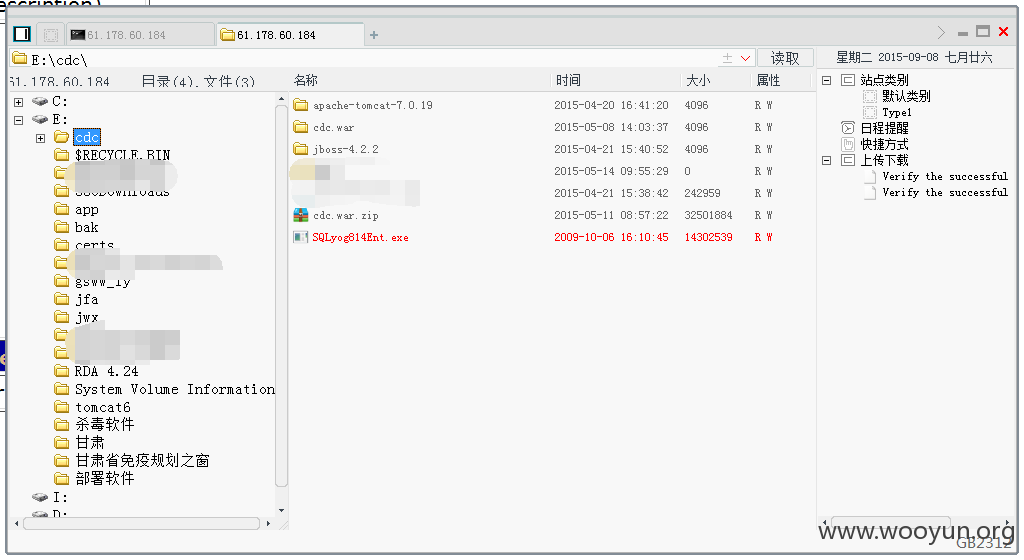 escription)
61.178.60.184
61.178.60.184
E:\cdc\
读取
星期二 2015-09-08 七月廿六
61.178.60.184 目录(4),文件(3)
名称 时间 大小 属性
C:
E:
cdc
$RECYCLE.BIN
app
bak
certs
gsww_ly
jfa
jwx
RDA 4.24
System Volume Information
tomcat6
杀毒软件
甘肃
甘肃省免疫规划之窗
部署软件
I:
D:
apache-tomcat-7.0.19 2015-04-20 16:41:20 4096 R W
cdc.war 2015-05-08 14:03:37 4096 R W
jboss-4.2.2 2015-04-21 15:40:52 4096 R W
2015-05-14 09:55:29 0 R W
2015-04-21 15:38:42 242959 R W
cdc.war.zip 2015-05-11 08:57:22 32501884 R W
SQLyog814Ent.exe 2009-10-06 16:10:45 14302539 R W
站点类别
默认类别
Type1
日程提醒
快捷方式
上传下载
Verify the successful
Verify the successful
www.wooyun.org
GB2312